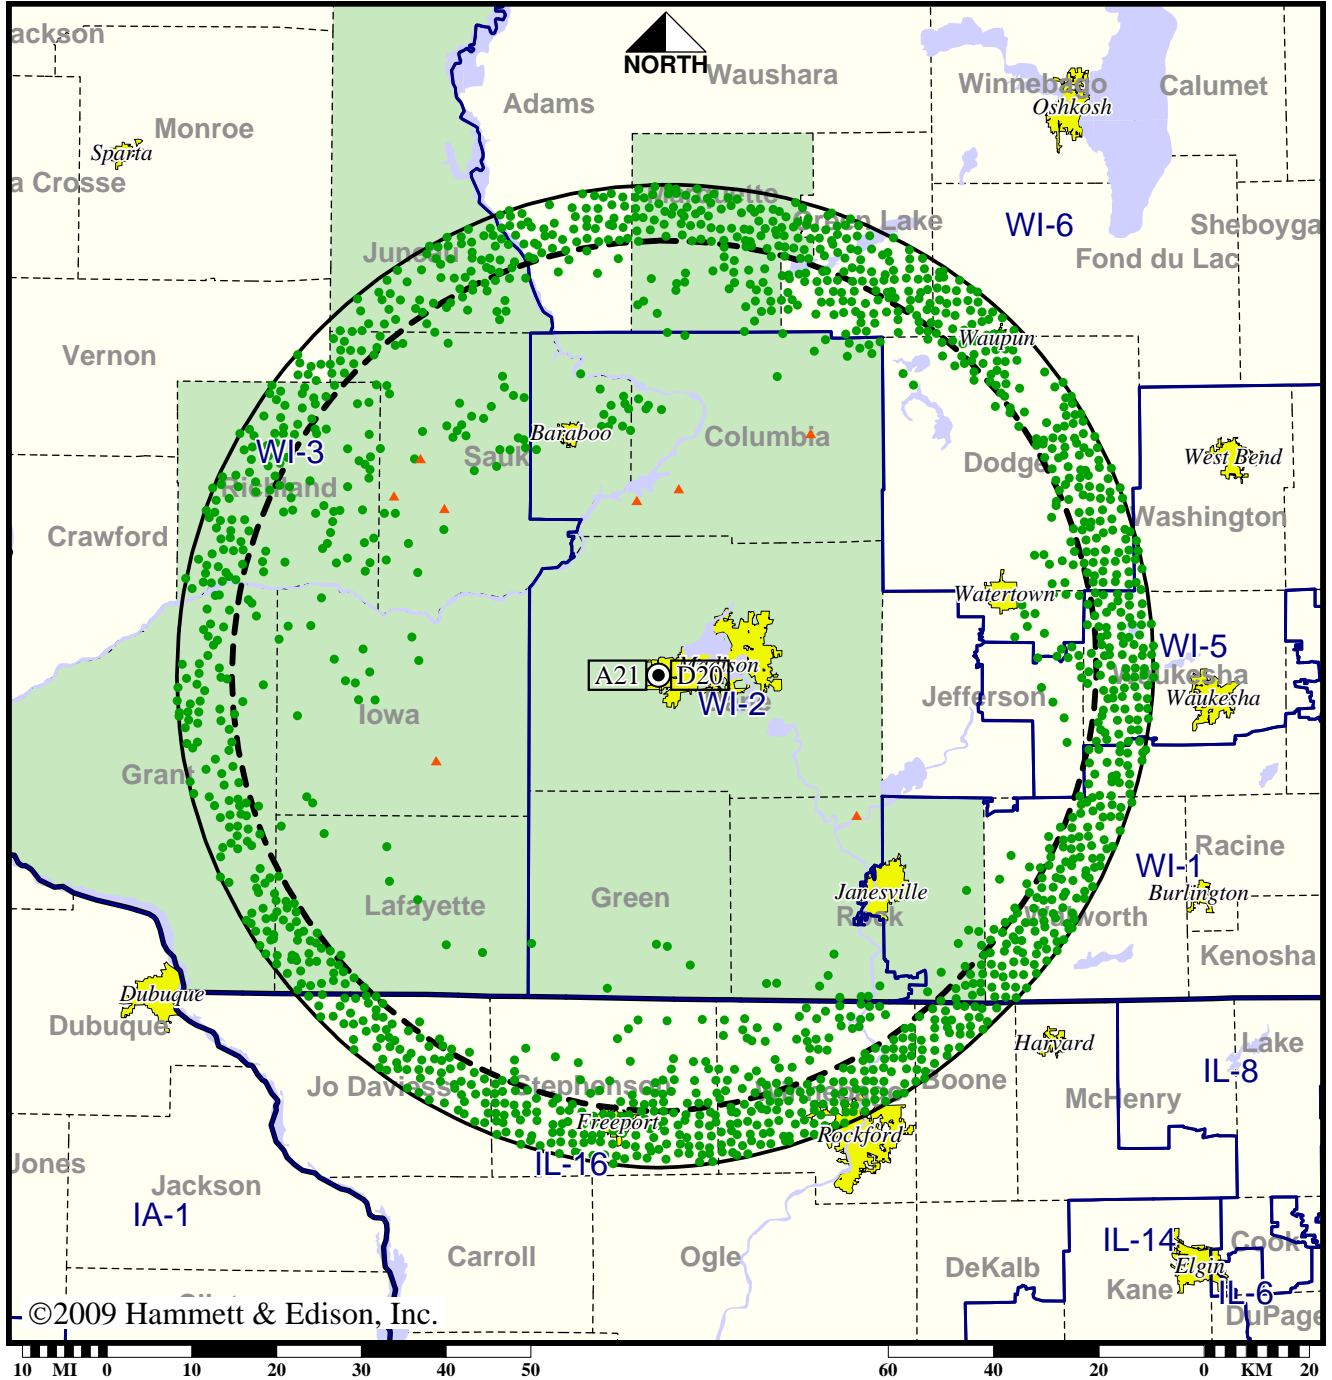 ackson
NORTH
Waushara
Winnebago
Calumet
Adams
Oshkosh
Monroe
Sparta
a Crosse
Marquette
Green Lake
WI-6
Sheboyga
Juneau
Fond du Lac
Vernon
Waupun
Baraboo
Columbia
WI-3
Sauk
Dodge
West Bend
Richland
Washington
Crawford
Watertown
WI-5
A21
D20
Madison
Waukesha
Waukesha
Jefferson
WI-2
Iowa
Grant
Racine
WI-1
Janesville
Burlington
Green
Lafayette
Rock
Walworth
Kenosha
Dubuque
Dubuque
Harvard
Lake
IL-8
Jo Daviess
Stephenson
Winnebago
Boone
McHenry
Freeport
Rockford
IL-16
Jones
Jackson
IA-1
IL-14
Cook
Carroll
Ogle
DeKalb
Elgin
Kane
IL-6
DuPage
©2009 Hammett & Edison, Inc.
10 MI 0 10 20 30 40 50 60 40 20 0 KM 20